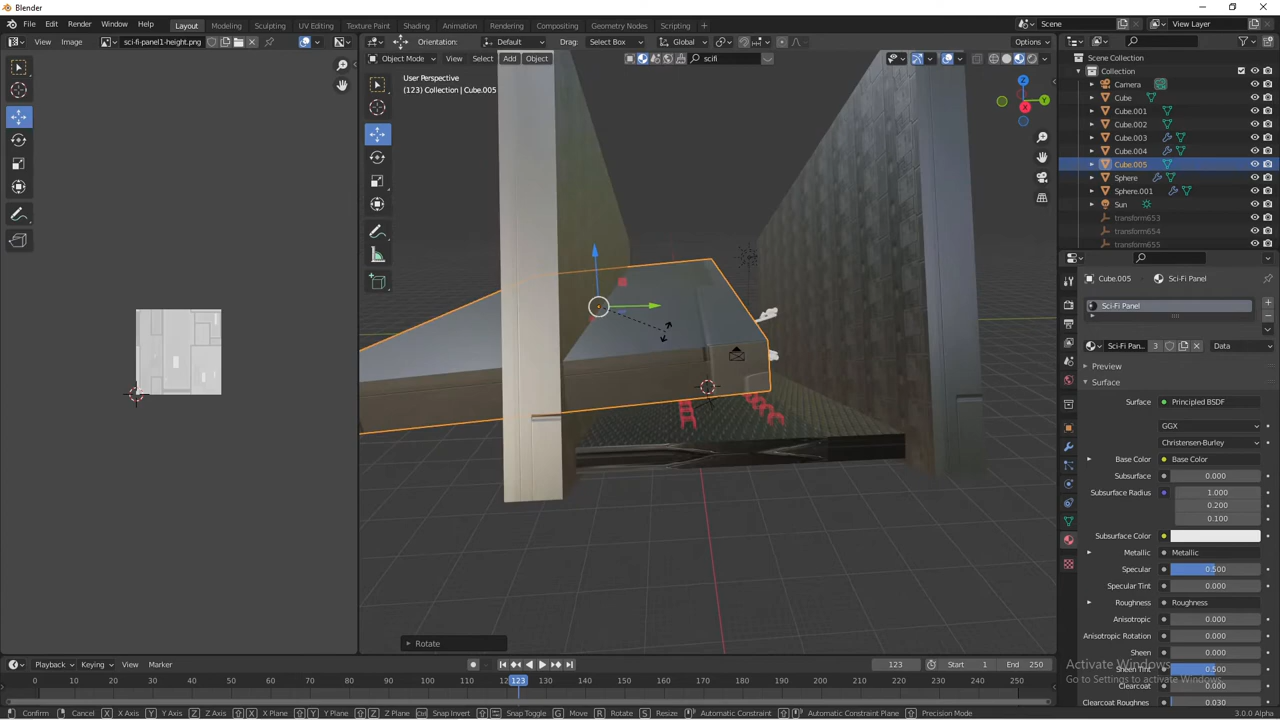 Blender
File Edit Render Window Help Layout Modeling Sculpting UV Editing Texture Paint Shading Animation Rendering Compositing Geometry Nodes Scripting Scene View Layer
View Image sci-fi-panel1-height.png Orientation: Default Drag: Select Box Global Options
Object Mode View Select Add Object scifi
User Perspective
(123) Collection | Cube.005
X
Y
Z
Scene Collection
Collection
Camera
Cube
Cube.001
Cube.002
Cube.003
Cube.004
Cube.005
Sphere
Sphere.001
Sun
transform653
transform654
transform655
Cube.005 Sci-Fi Panel
Sci-Fi Panel
Sci-Fi Pan... 3 Data
Preview
Surface
Surface Principled BSDF
GGX
Christensen-Burley
Base Color Base Color
Subsurface 0.000
Subsurface Radius 1.000
0.200
0.100
Subsurface Color
Metallic Metallic
Specular 0.500
Specular Tint 0.000
Roughness Roughness
Anisotropic 0.000
Anisotropic Rotation 0.000
Sheen 0.000
Sheen Tint 0.500
Clearcoat 0.000
Clearcoat Roughness 0.030
Activate Windows
Go to Settings to activate Windows.
Rotate
Playback Keying View Marker 123 Start 1 End 250
0 10 20 30 40 50 60 70 80 90 100 110 123 130 140 150 160 170 180 190 200 210 220 230 240 250
Confirm Cancel X X Axis Y Y Axis Z Z Axis X X Plane Y Y Plane Z Z Plane Snap Invert Snap Toggle G Move R Rotate S Resize Automatic Constraint Automatic Constraint Plane Precision Mode 3.0.0 Alpha